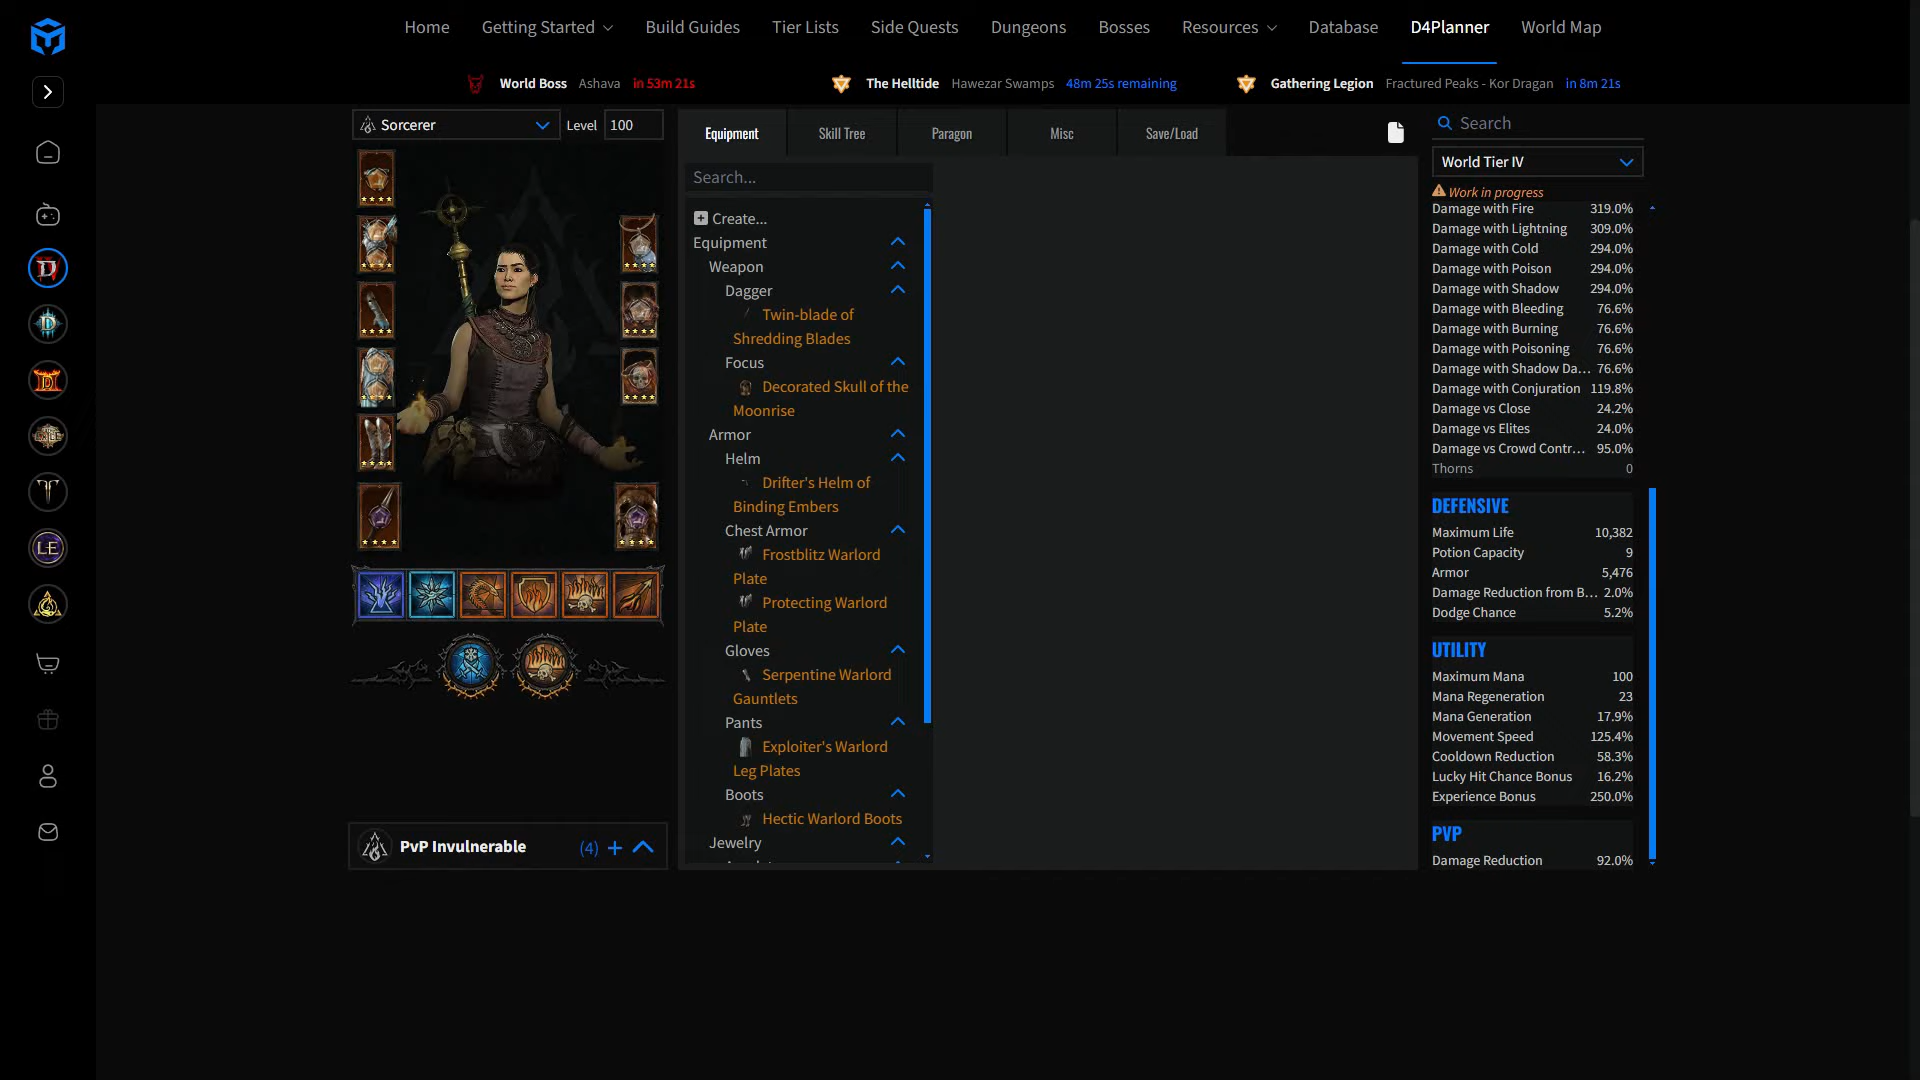 Home
Getting Started
Build Guides
Tier Lists
Side Quests
Dungeons
Bosses
Resources
Database
D4Planner
World Map
World Boss Ashava in 53m 21s
The Helltide Hawezar Swamps 48m 25s remaining
Gathering Legion Fractured Peaks - Kor Dragan in 8m 21s
Sorcerer
Level 100
PvP Invulnerable (4)
Equipment
Skill Tree
Paragon
Misc
Save/Load
Search...
Create...
Equipment
Weapon
Dagger
Twin-blade of
Shredding Blades
Focus
Decorated Skull of the
Moonrise
Armor
Helm
Drifter's Helm of
Binding Embers
Chest Armor
Frostblitz Warlord
Plate
Protecting Warlord
Plate
Gloves
Serpentine Warlord
Gauntlets
Pants
Exploiter's Warlord
Leg Plates
Boots
Hectic Warlord Boots
Jewelry
Search
World Tier IV
Work in progress
Damage with Fire 319.0%
Damage with Lightning 309.0%
Damage with Cold 294.0%
Damage with Poison 294.0%
Damage with Shadow 294.0%
Damage with Bleeding 76.6%
Damage with Burning 76.6%
Damage with Poisoning 76.6%
Damage with Shadow Da... 76.6%
Damage with Conjuration 119.8%
Damage vs Close 24.2%
Damage vs Elites 24.0%
Damage vs Crowd Contr... 95.0%
Thorns 0
DEFENSIVE
Maximum Life 10,382
Potion Capacity 9
Armor 5,476
Damage Reduction from B... 2.0%
Dodge Chance 5.2%
UTILITY
Maximum Mana 100
Mana Regeneration 23
Mana Generation 17.9%
Movement Speed 125.4%
Cooldown Reduction 58.3%
Lucky Hit Chance Bonus 16.2%
Experience Bonus 250.0%
PVP
Damage Reduction 92.0%
LE